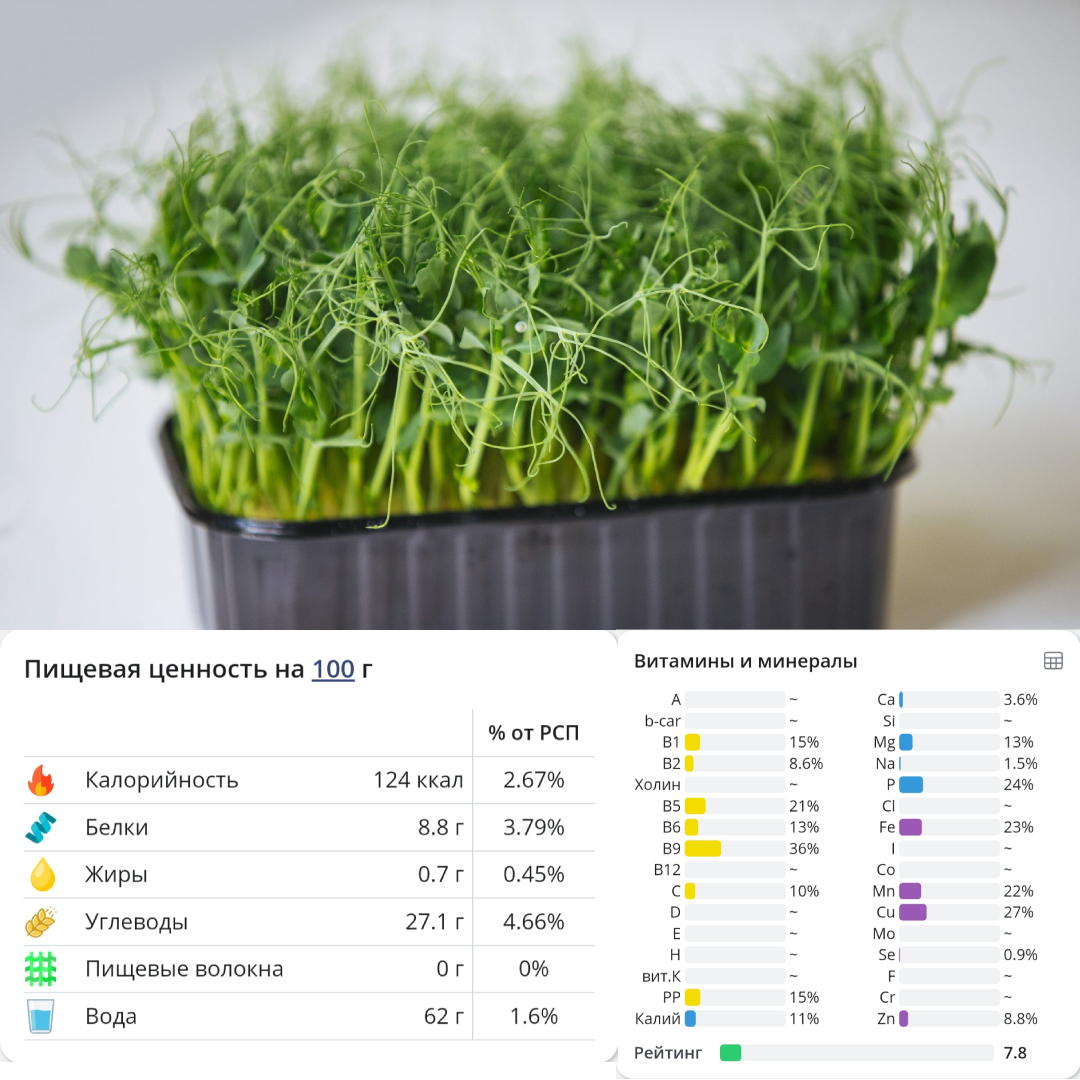 Пищевая ценность на 100 г
% от РСП
Калорийность 124 ккал 2.67%
Белки 8.8 г 3.79%
Жиры 0.7 г 0.45%
Углеводы 27.1 г 4.66%
Пищевые волокна 0 г 0%
Вода 62 г 1.6%
Витамины и минералы
A ~
b-car ~
B1 15%
B2 8.6%
Холин ~
B5 21%
B6 13%
B9 36%
B12 ~
C 10%
D ~
E ~
H ~
вит.К ~
PP 15%
Калий 11%
Ca 3.6%
Si ~
Mg 13%
Na 1.5%
P 24%
Cl ~
Fe 23%
I ~
Co ~
Mn 22%
Cu 27%
Mo ~
Se 0.9%
F ~
Cr ~
Zn 8.8%
Рейтинг 7.8